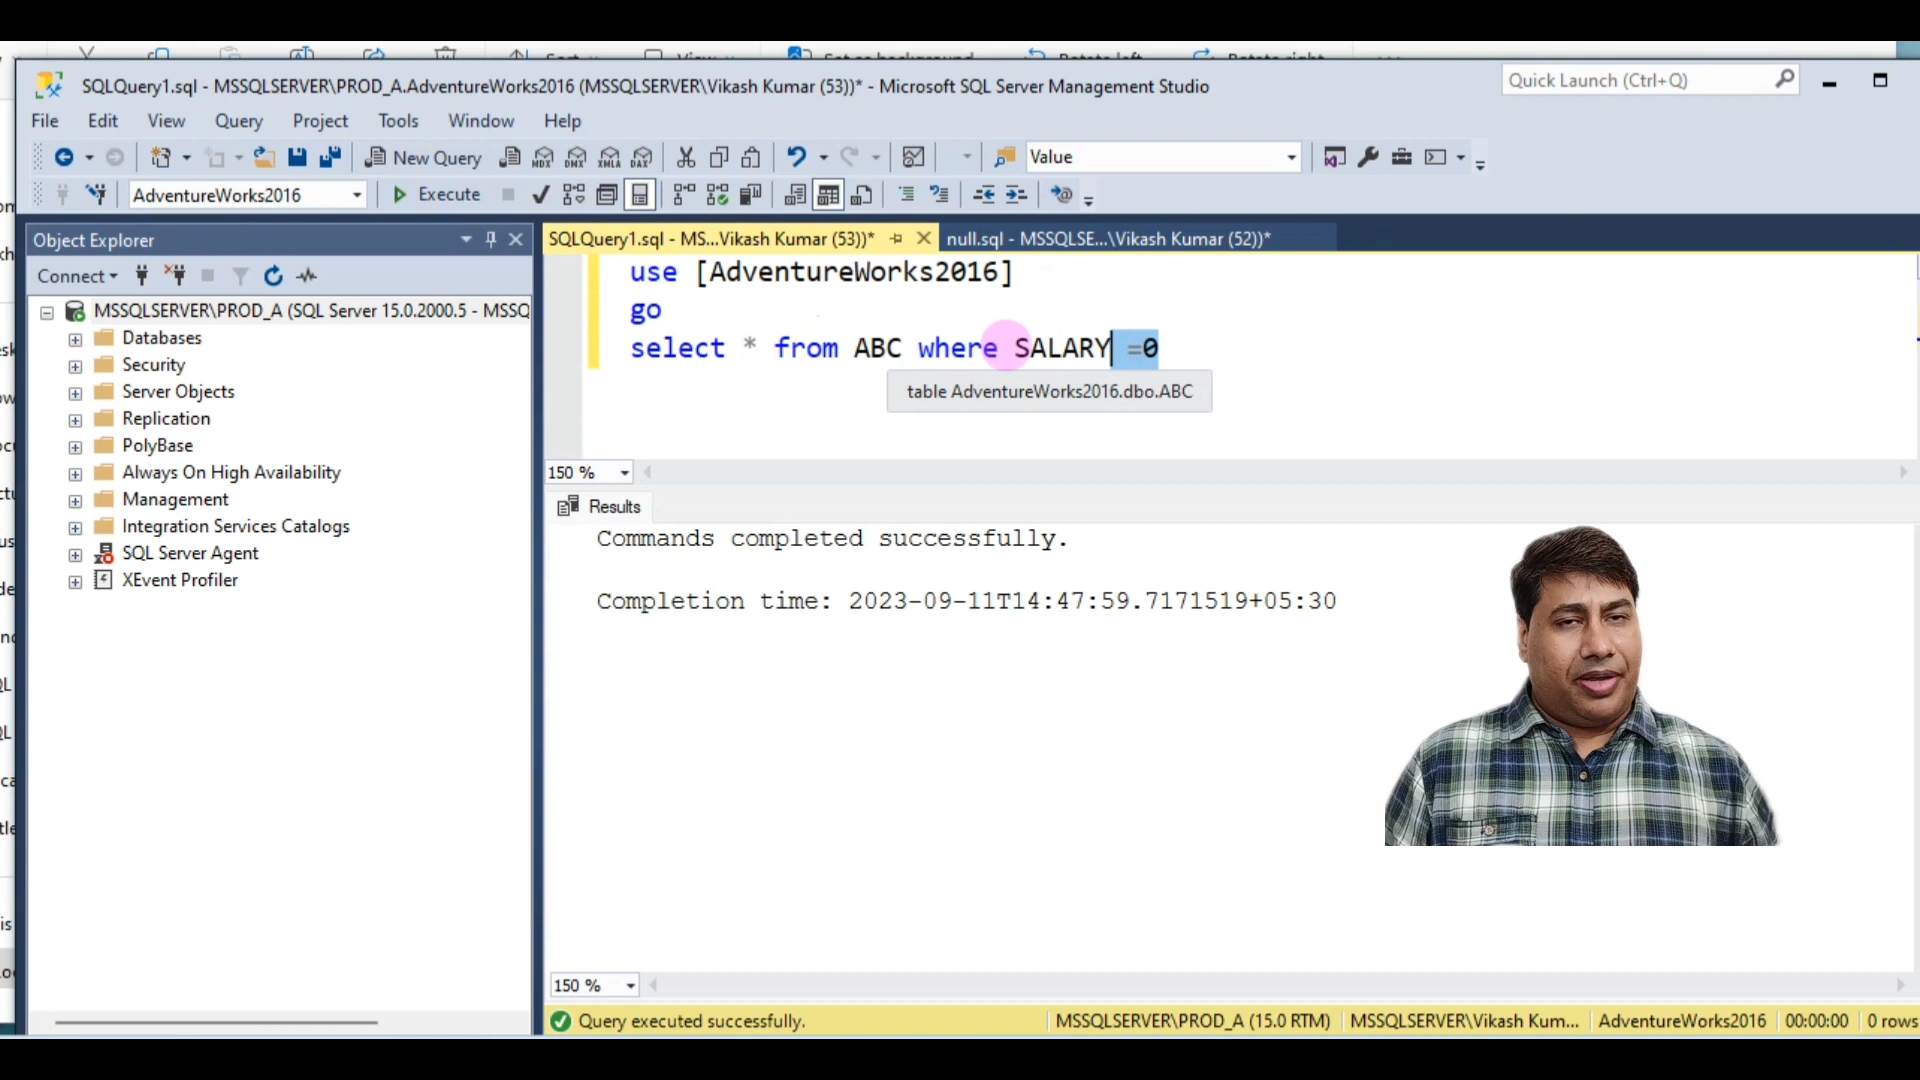 SQLQuery1.sql - MSSQLSERVER\PROD_A.AdventureWorks2016 (MSSQLSERVER\Vikash Kumar (53))* - Microsoft SQL Server Management Studio
Quick Launch (Ctrl+Q)
File Edit View Query Project Tools Window Help
New Query MDX DMX XMLA DAX Value
AdventureWorks2016 Execute
Object Explorer
Connect
MSSQLSERVER\PROD_A (SQL Server 15.0.2000.5 - MSSQ
Databases
Security
Server Objects
Replication
PolyBase
Always On High Availability
Management
Integration Services Catalogs
SQL Server Agent
XEvent Profiler
SQLQuery1.sql - MS...Vikash Kumar (53))* null.sql - MSSQLSE...\Vikash Kumar (52))*
use [AdventureWorks2016]
go
select * from ABC where SALARY =0
table AdventureWorks2016.dbo.ABC
150 %
Results
Commands completed successfully.
Completion time: 2023-09-11T14:47:59.7171519+05:30
150 %
Query executed successfully. MSSQLSERVER\PROD_A (15.0 RTM) MSSQLSERVER\Vikash Kum... AdventureWorks2016 00:00:00 0 rows